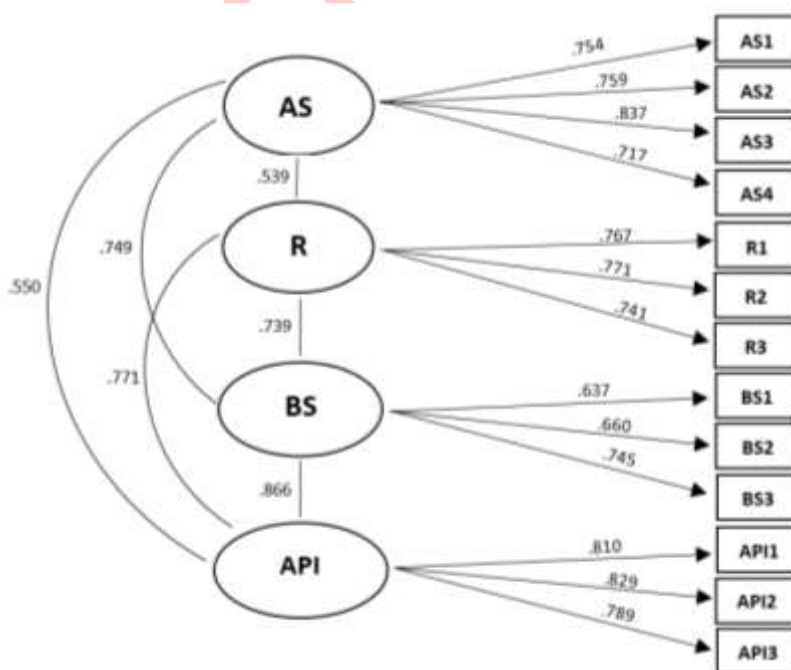 AS
R
BS
API
.550
.749
.771
.539
.739
.866
.754
.759
.837
.717
.767
.771
.741
.637
.660
.745
.810
.829
.789
AS1
AS2
AS3
AS4
R1
R2
R3
BS1
BS2
BS3
API1
API2
API3